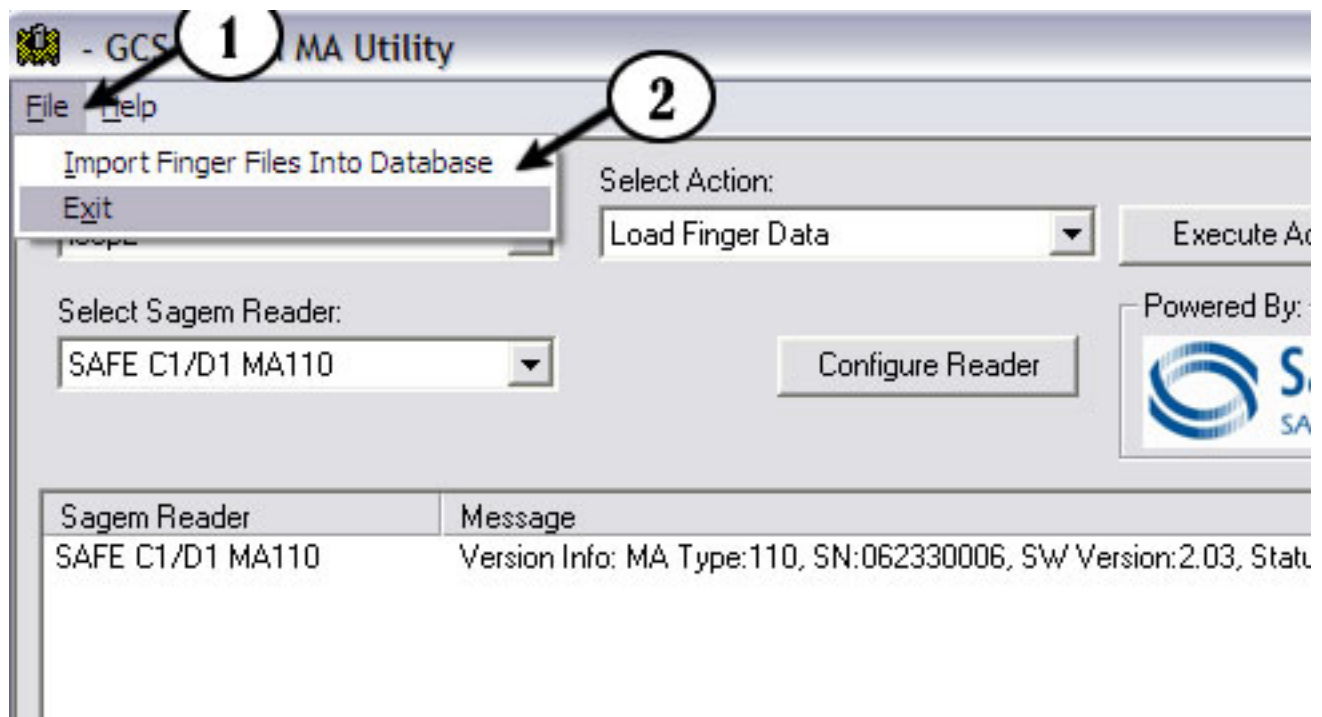 - GCS MA Utility
1
File Help
2
Import Finger Files Into Database
Exit
Select Action:
Load Finger Data
Execute
Select Sagem Reader:
SAFE C1/D1 MA110
Configure Reader
Powered By:
Sagem Reader Message
SAFE C1/D1 MA110 Version Info: MA Type:110, SN:062330006, SW Version:2.03,